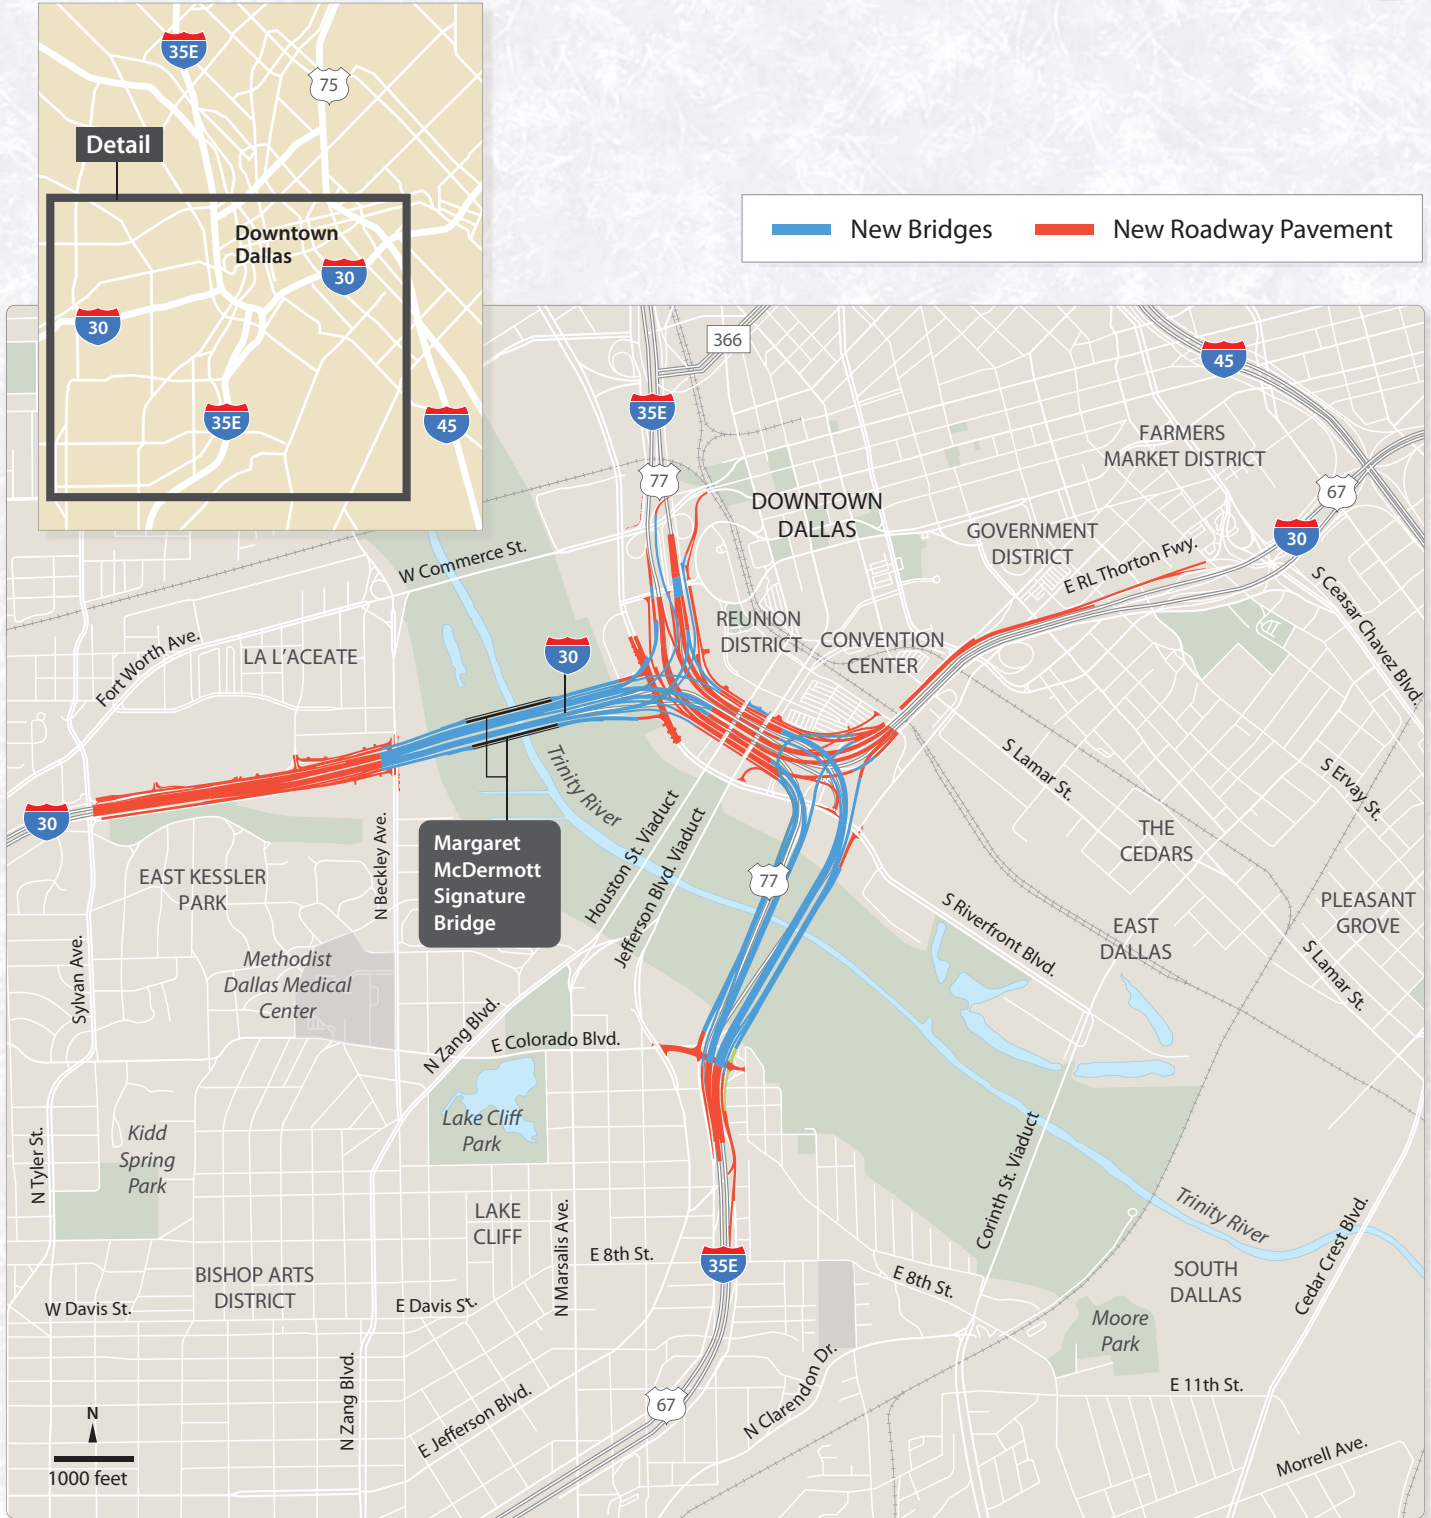 35E
75
Detail
Downtown
Dallas
30
30
35E
45
New Bridges
New Roadway Pavement
366
45
35E
FARMERS
MARKET DISTRICT
77
67
DOWNTOWN
DALLAS
GOVERNMENT
DISTRICT
30
W Commerce St.
E RL Thorton Fwy.
S Ceasar Chavez Blvd.
REUNION
DISTRICT
CONVENTION
CENTER
Fort Worth Ave.
LA L'ACEATE
30
S Lamar St.
S Ervay St.
Trinity River
30
Houston St. Viaduct
Jefferson Blvd. Viaduct
THE
CEDARS
Margaret
McDermott
Signature
Bridge
N Beckley Ave.
EAST KESSLER
PARK
77
PLEASANT
GROVE
S Riverfront Blvd.
EAST
DALLAS
S Lamar St.
Sylvan Ave.
Methodist
Dallas Medical
Center
N Zang Blvd.
E Colorado Blvd.
Lake Cliff
Park
Kidd
Spring
Park
N Tyler St.
Corinth St. Viaduct
Trinity River
LAKE
CLIFF
N Marsalis Ave.
E 8th St.
35E
E 8th St.
SOUTH
DALLAS
Cedar Crest Blvd.
BISHOP ARTS
DISTRICT
W Davis St.
E Davis St.
Moore
Park
N Zang Blvd.
E Jefferson Blvd.
67
N Clarendon Dr.
E 11th St.
Morrell Ave.
N
1000 feet